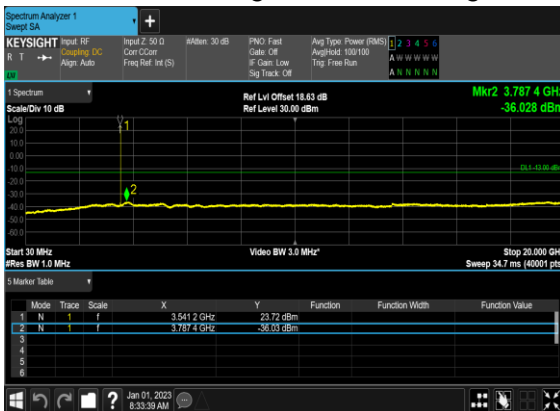 Spectrum Analyzer 1
Swept SA
KEYSIGHT
R T
LV
Input: RF
Coupling: DC
Align: Auto
Input Z: 50 Ω
Corr CCorr
Freq Ref: Int (S)
#Atten: 30 dB
PNO: Fast
Gate: Off
IF Gain: Low
Sig Track: Off
Avg Type: Power (RMS)
Avg|Hold: 100/100
Trig: Free Run
1 2 3 4 5 6
A W W W W W
A N N N N N
1 Spectrum
Scale/Div 10 dB
Ref Lvl Offset 18.63 dB
Ref Level 30.00 dBm
Mkr2 3.787 4 GHz
-36.028 dBm
Log
20.0
10.0
0.00
-10.0
-20.0
-30.0
-40.0
-50.0
-60.0
1
2
DL1 -13.00 dBm
Start 30 MHz
#Res BW 1.0 MHz
Video BW 3.0 MHz*
Stop 20.000 GH
Sweep 34.7 ms (40001 pts
5 Marker Table
Mode Trace Scale X Y Function Function Width Function Value
1 N 1 f 3.541 2 GHz 23.72 dBm
2 N 1 f 3.787 4 GHz -36.03 dBm
3
4
5
6
?
Jan 01, 2023
8:33:39 AM